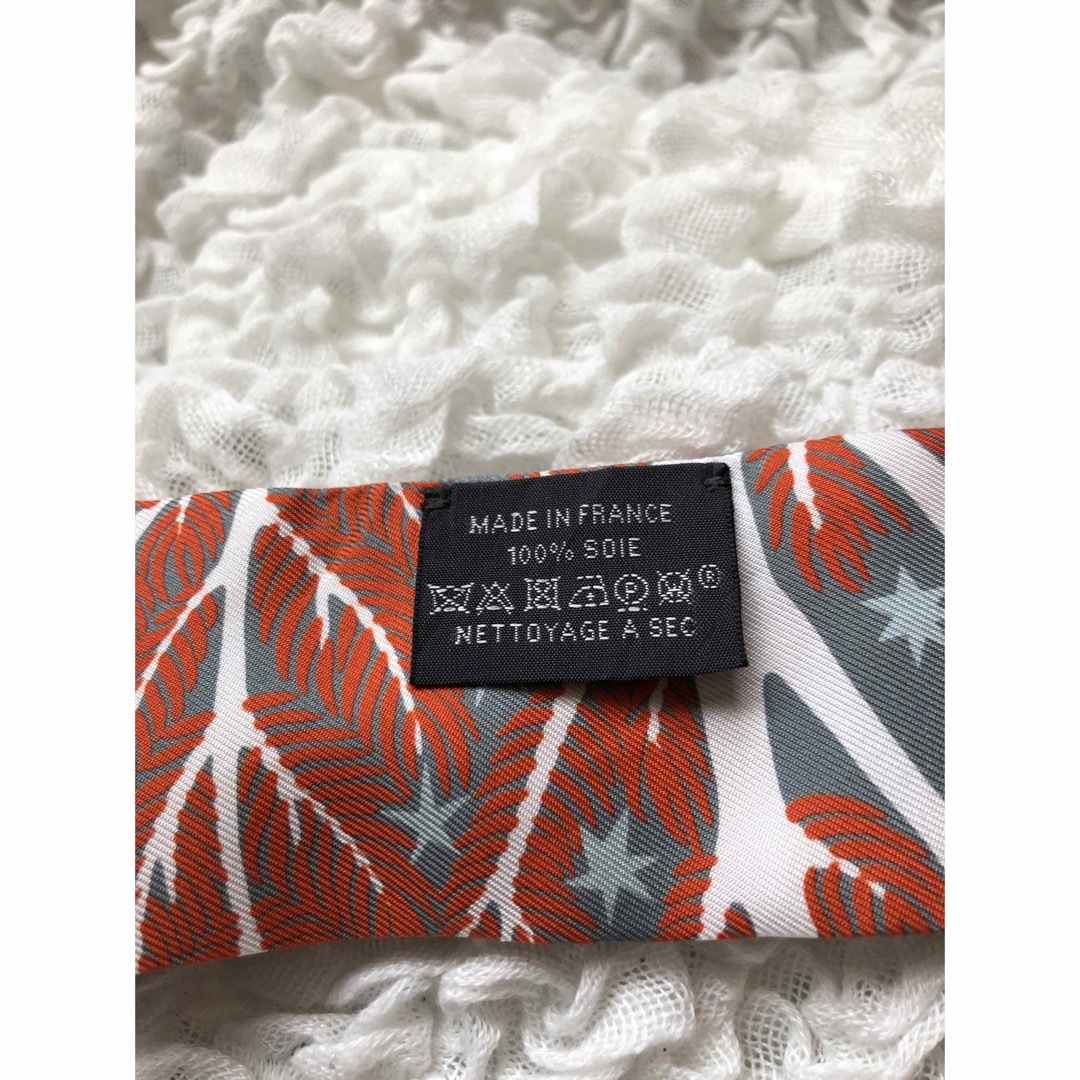 MADE IN FRANCE
100% SOIE
P ®
NETTOYAGE A SEC